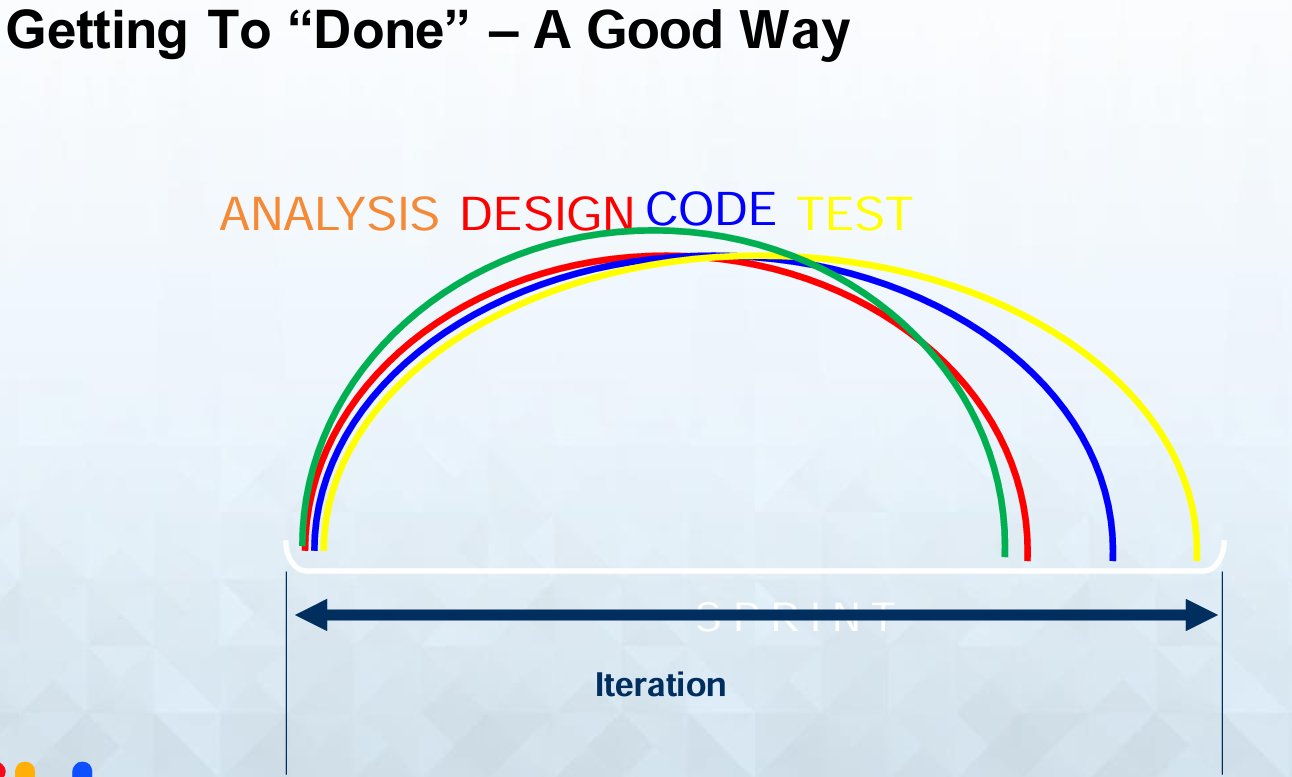 Getting To “Done” – A Good Way
ANALYSIS DESIGN CODE TEST
SPRINT
Iteration